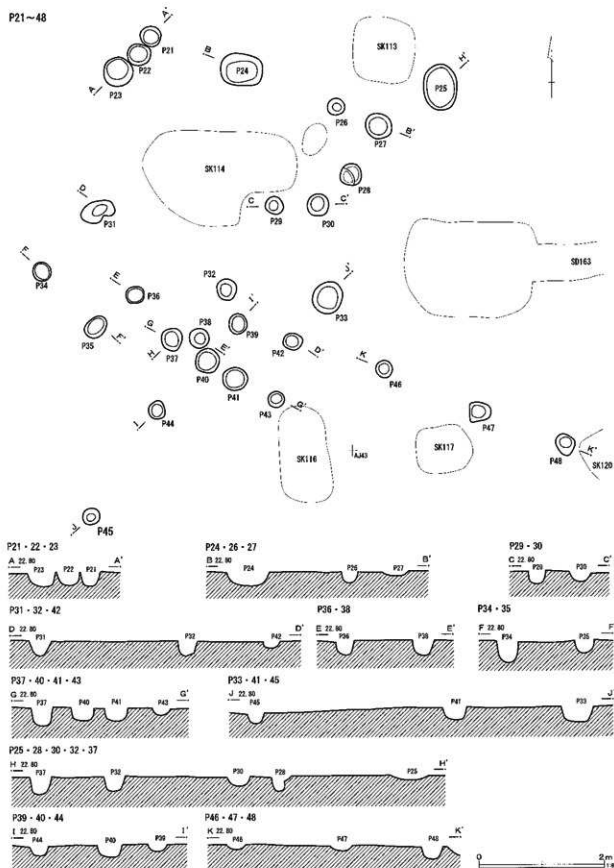 P21～48
A'
P21
P22
P23
A
B
P24
SK113
H'
P25
P26
P27
B'
SK114
P28
C
P29
P30
C'
D
P31
F
P34
E
P36
P32
I'
J'
P33
SD163
P35
F'
G
H
P37
P38
E'
P39
P40
P42
D'
K
P46
P41
P43
G'
P44
I
SK116
AJ43
SK117
P47
P48
K'
SK120
J
P45
P21・22・23
A 22.80 P23 P22 P21 A'
P24・26・27
B 22.80 P24 P26 P27 B'
P29・30
C 22.80 P29 P30 C'
P31・32・42
D 22.80 P31 P32 P42 D'
P36・38
E 22.80 P36 P38 E'
P34・35
F 22.80 P34 P35 F'
P37・40・41・43
G 22.80 P37 P40 P41 P43 G'
P33・41・45
J 22.80 P45 P41 P33 J'
P25・28・30・32・37
H 22.80 P37 P32 P30 P28 P25 H'
P39・40・44
I 22.80 P44 P40 P39 I'
P46・47・48
K 22.80 P46 P47 P48 K'
0 2m